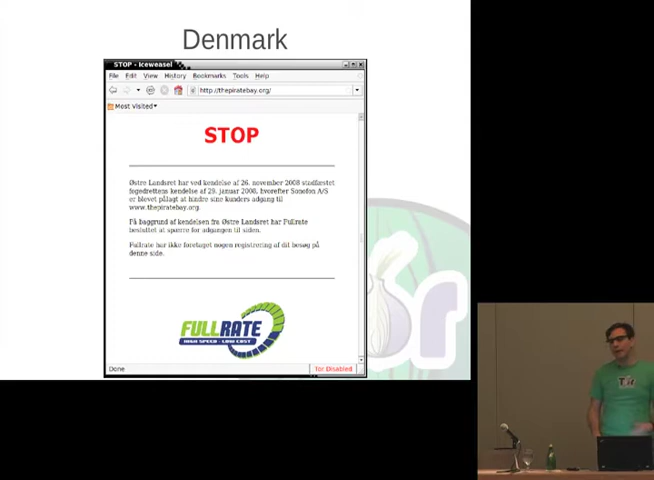 Denmark
STOP - Iceweasel
File Edit View History Bookmarks Tools Help
http://thepiratebay.org/
Most Visited
STOP
Østre Landsret har ved kendelse af 26. november 2008 stadfæstet
fogedrettens kendelse af 29. januar 2008, hvorefter Sonofon A/S
er blevet pålagt at hindre sine kunders adgang til
www.thepiratebay.org.
På baggrund af kendelsen fra Østre Landsret har Fullrate
besluttet at spærre for adgangen til siden.
Fullrate har ikke foretaget nogen registrering af dit besøg på
denne side.
FULLRATE
HIGH SPEED - LOW COST
Done
Tor Disabled